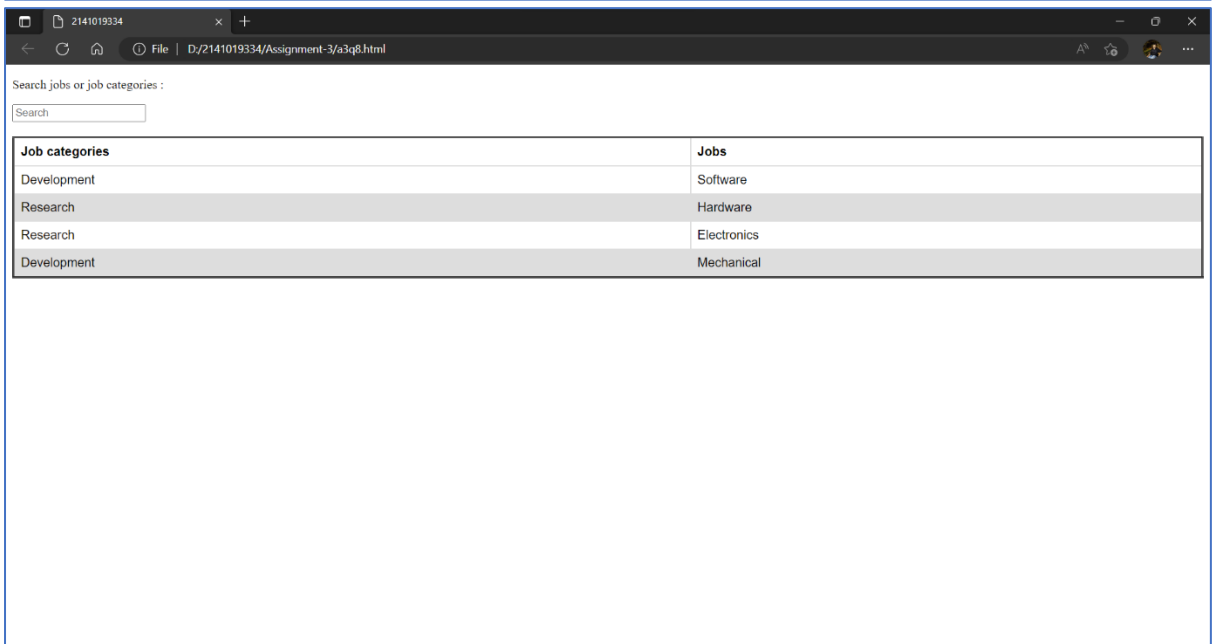 2141019334
File | D:/2141019334/Assignment-3/a3q8.html
Search jobs or job categories :
Search
Job categories Jobs
Development Software
Research Hardware
Research Electronics
Development Mechanical